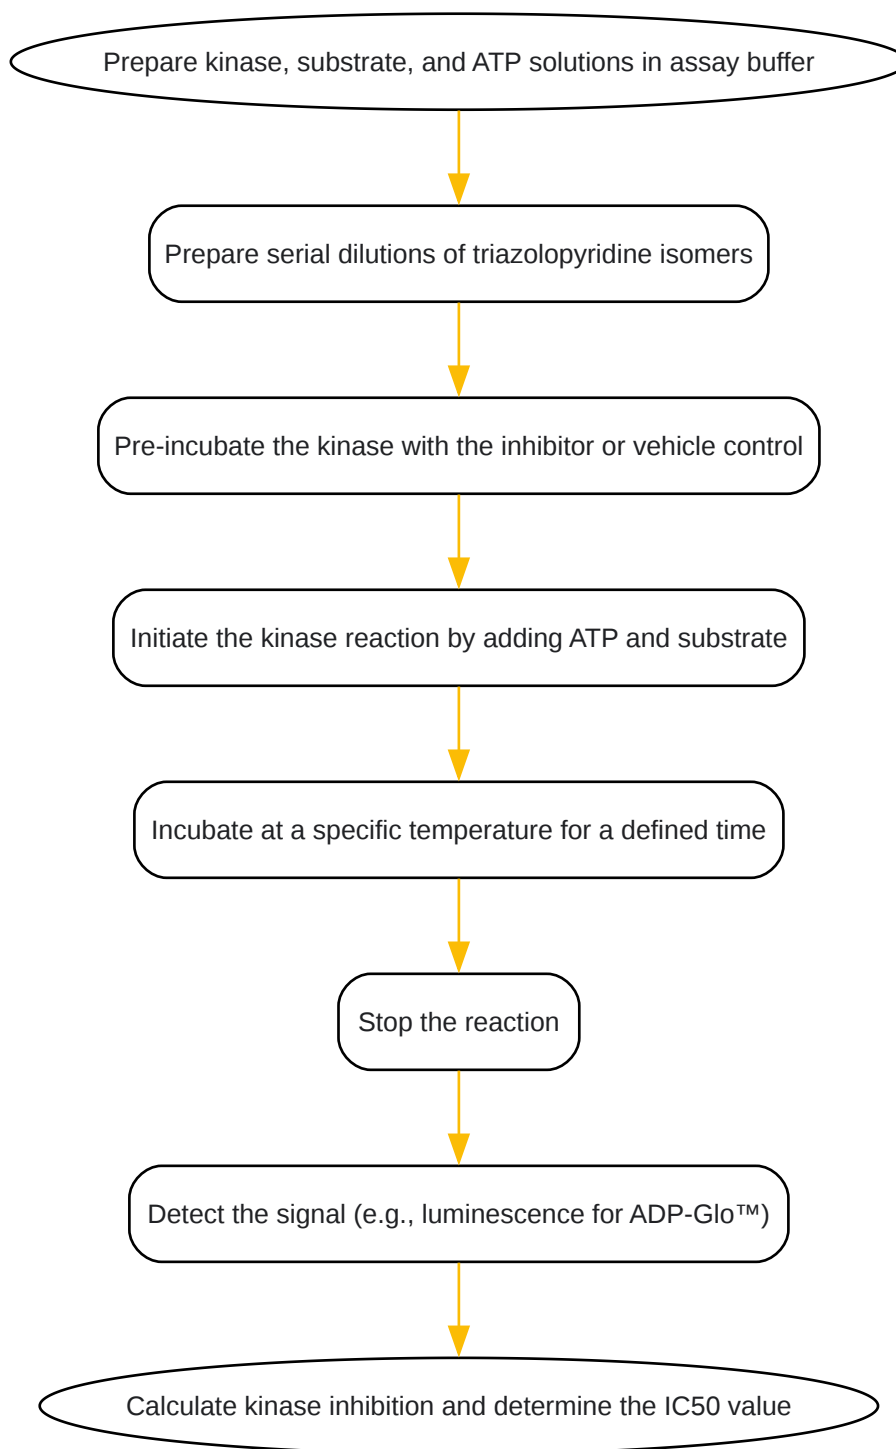 Prepare kinase, substrate, and ATP solutions in assay buffer
Prepare serial dilutions of triazolopyridine isomers
Pre-incubate the kinase with the inhibitor or vehicle control
Initiate the kinase reaction by adding ATP and substrate
Incubate at a specific temperature for a defined time
Stop the reaction
Detect the signal (e.g., luminescence for ADP-Glo™)
Calculate kinase inhibition and determine the IC50 value